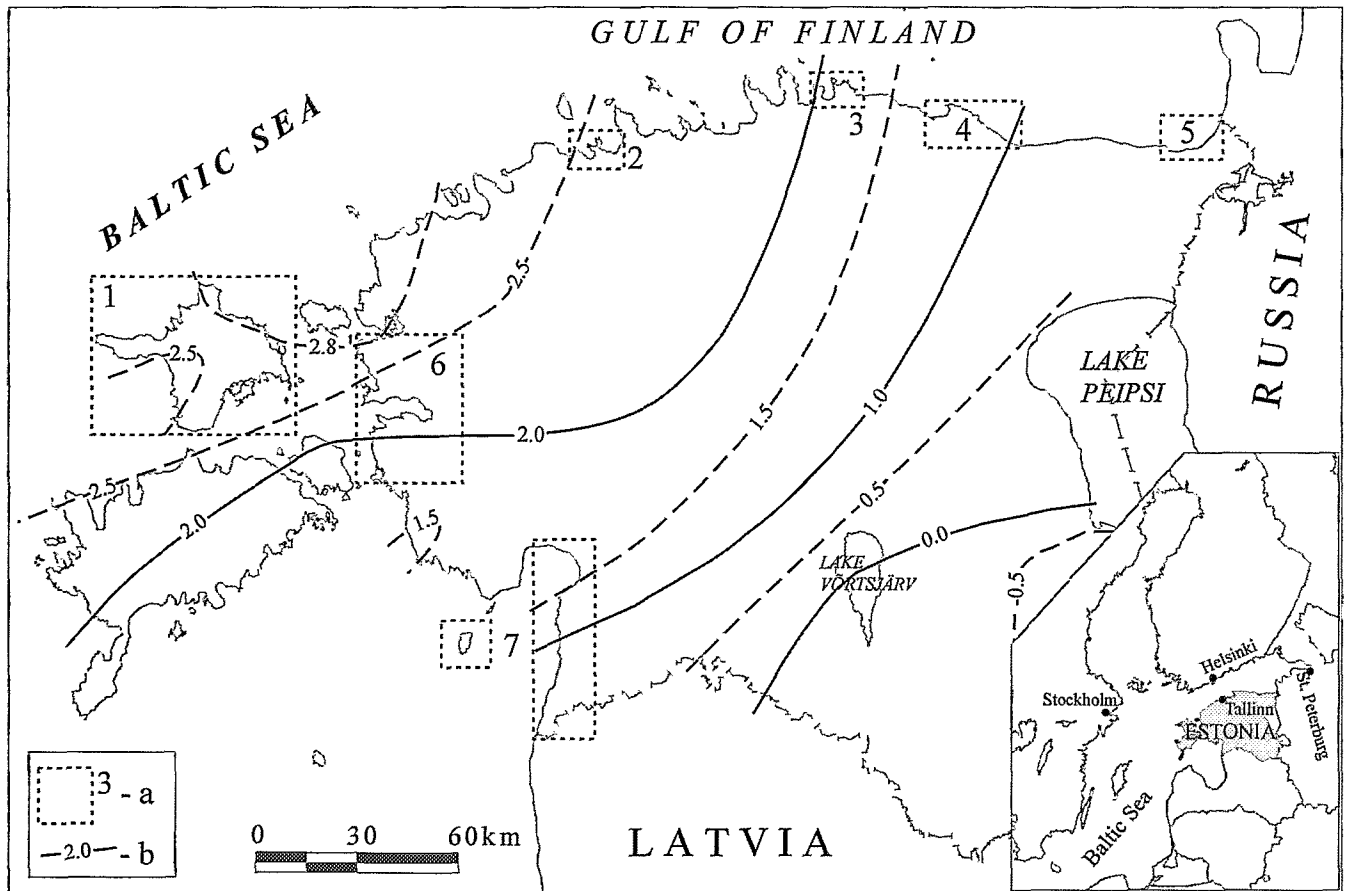 GULF OF FINLAND
BALTIC SEA
1
2
3
4
5
6
7
2.5
2.8
2.5
2.5
2.0
2.0
1.5
1.5
1.0
0.5
0.0
-0.5
RUSSIA
LAKE
PEIPSI
LAKE
VÕRTSJÄRV
LATVIA
3 - a
2.0 - b
0 30 60km
Helsinki
Stockholm
Tallinn
ESTONIA
St. Peterburg
Baltic Sea